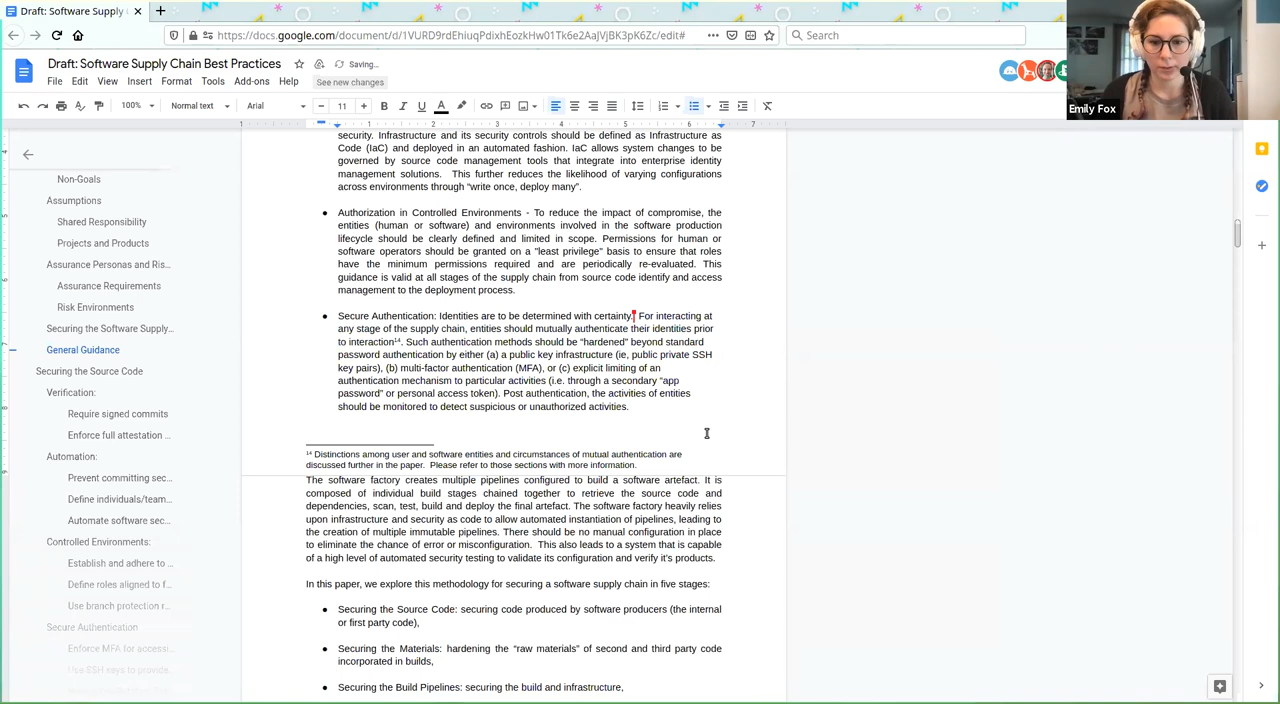 Draft: Software Supply C
https://docs.google.com/document/d/1VURD9rdEhiuqPdixhEozkHw01Tk6e2AaJVjBK3pK6Zc/edit#
Search
Draft: Software Supply Chain Best Practices
Saving...
File Edit View Insert Format Tools Add-ons Help
See new changes
100% Normal text Arial 11
Emily Fox
Non-Goals
Assumptions
Shared Responsibility
Projects and Products
Assurance Personas and Ris...
Assurance Requirements
Risk Environments
Securing the Software Supply...
General Guidance
Securing the Source Code
Verification:
Require signed commits
Enforce full attestation ...
Automation:
Prevent committing sec...
Define individuals/team...
Automate software sec...
Controlled Environments:
Establish and adhere to ...
Define roles aligned to f...
Use branch protection r...
Secure Authentication
Enforce MFA for accessi...
Use SSH keys to provide...
1 1 2 3 4 5 6 7
security. Infrastructure and its security controls should be defined as Infrastructure as
Code (IaC) and deployed in an automated fashion. IaC allows system changes to be
governed by source code management tools that integrate into enterprise identity
management solutions. This further reduces the likelihood of varying configurations
across environments through “write once, deploy many”.
● Authorization in Controlled Environments - To reduce the impact of compromise, the
entities (human or software) and environments involved in the software production
lifecycle should be clearly defined and limited in scope. Permissions for human or
software operators should be granted on a "least privilege" basis to ensure that roles
have the minimum permissions required and are periodically re-evaluated. This
guidance is valid at all stages of the supply chain from source code identify and access
management to the deployment process.
● Secure Authentication: Identities are to be determined with certainty. For interacting at
any stage of the supply chain, entities should mutually authenticate their identities prior
to interaction¹⁴. Such authentication methods should be “hardened” beyond standard
password authentication by either (a) a public key infrastructure (ie, public private SSH
key pairs), (b) multi-factor authentication (MFA), or (c) explicit limiting of an
authentication mechanism to particular activities (i.e. through a secondary “app
password” or personal access token). Post authentication, the activities of entities
should be monitored to detect suspicious or unauthorized activities.
¹⁴ Distinctions among user and software entities and circumstances of mutual authentication are
discussed further in the paper. Please refer to those sections with more information.
The software factory creates multiple pipelines configured to build a software artefact. It is
composed of individual build stages chained together to retrieve the source code and
dependencies, scan, test, build and deploy the final artefact. The software factory heavily relies
upon infrastructure and security as code to allow automated instantiation of pipelines, leading to
the creation of multiple immutable pipelines. There should be no manual configuration in place
to eliminate the chance of error or misconfiguration. This also leads to a system that is capable
of a high level of automated security testing to validate its configuration and verify it's products.
In this paper, we explore this methodology for securing a software supply chain in five stages:
● Securing the Source Code: securing code produced by software producers (the internal
or first party code),
● Securing the Materials: hardening the “raw materials” of second and third party code
incorporated in builds,
● Securing the Build Pipelines: securing the build and infrastructure,